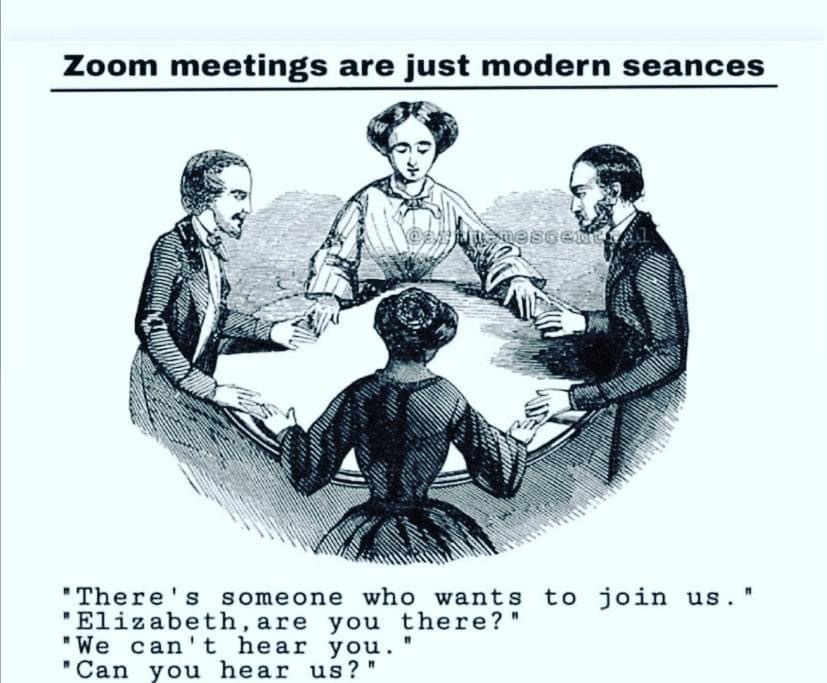 Zoom meetings are just modern seances
"There's someone who wants to join us."
"Elizabeth,are you there?"
"We can't hear you."
"Can you hear us?"